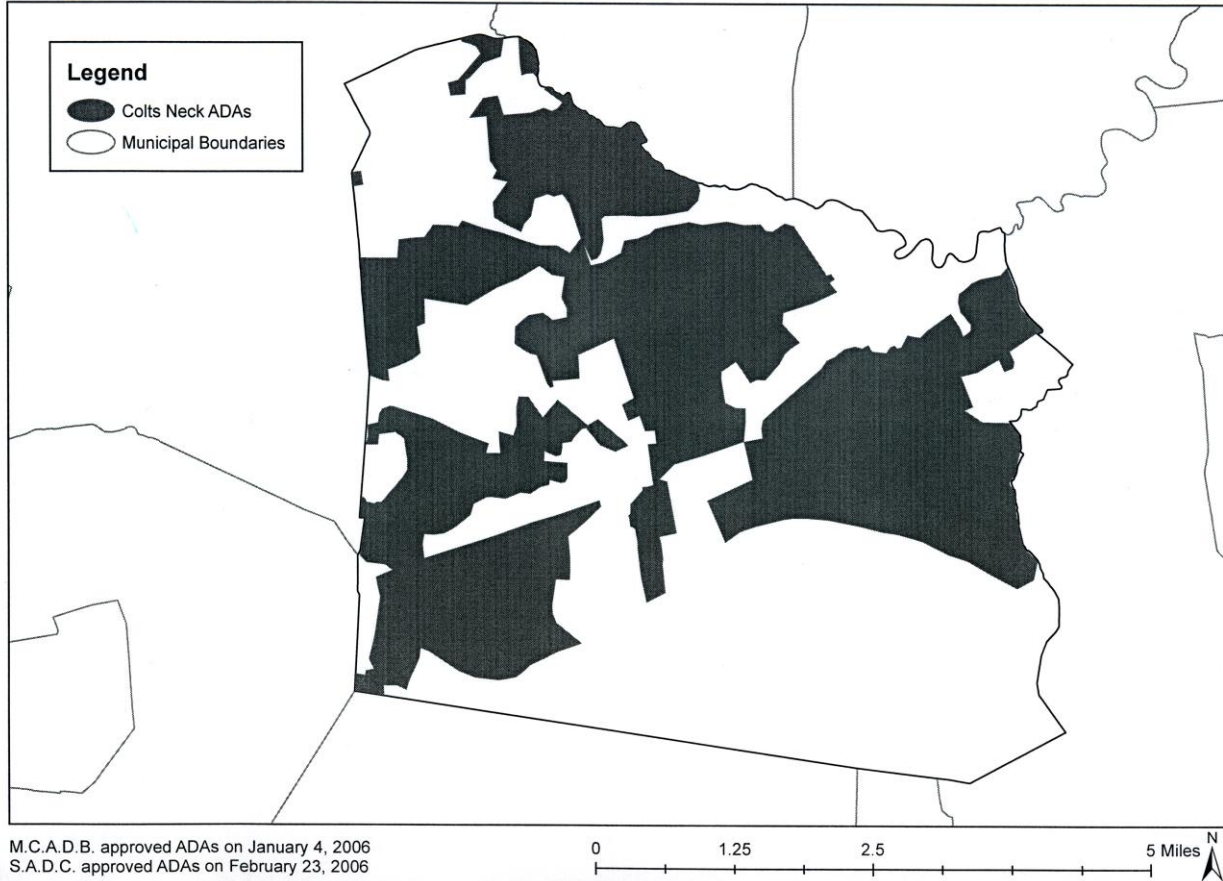 Legend
Colts Neck ADAs
Municipal Boundaries
M.C.A.D.B. approved ADAs on January 4, 2006
S.A.D.C. approved ADAs on February 23, 2006
0 1.25 2.5 5 Miles
N